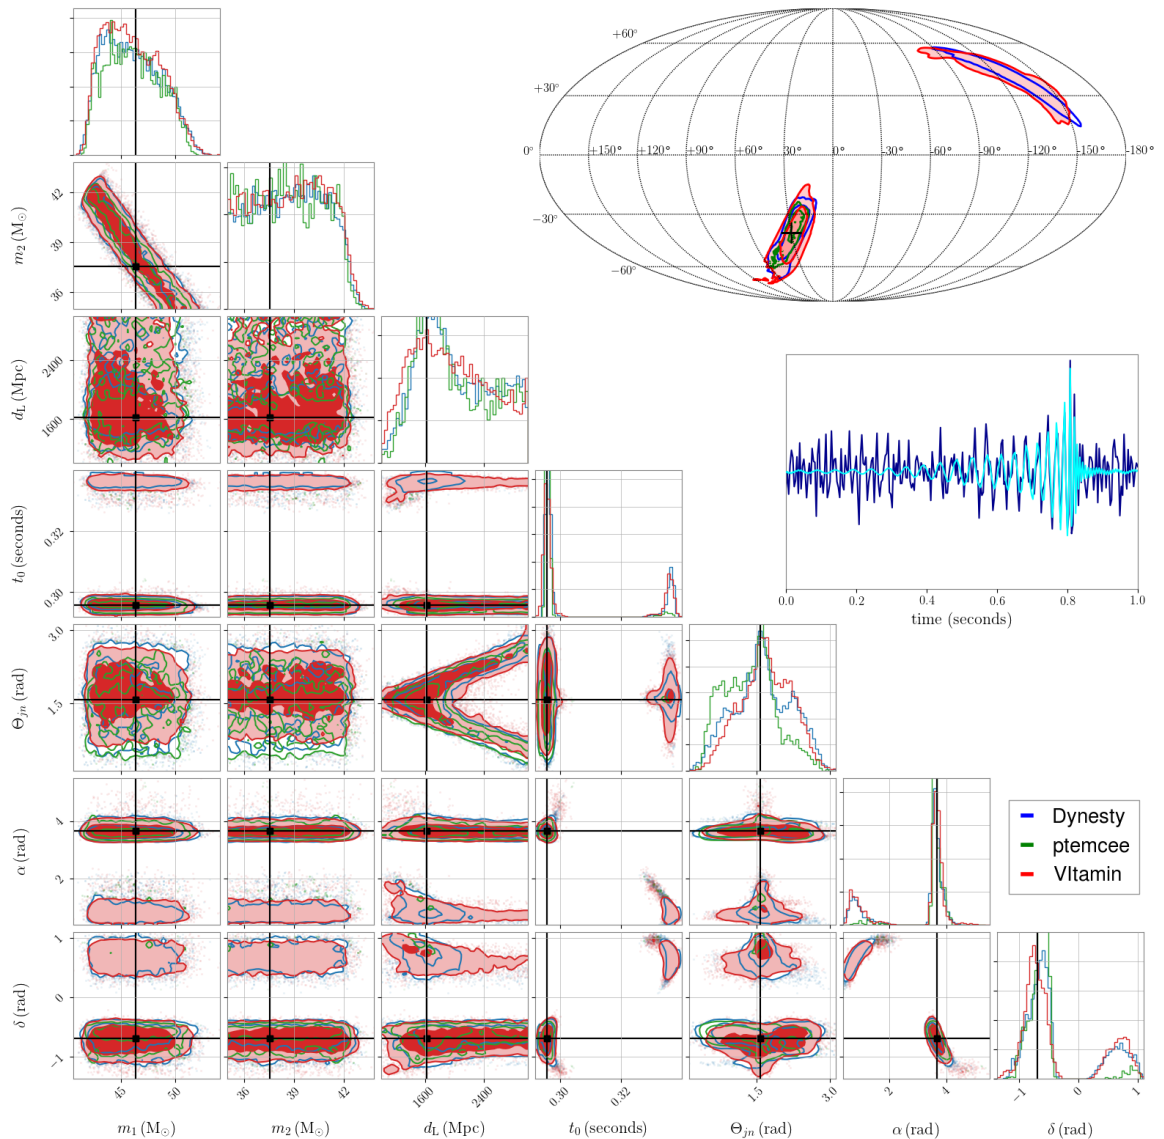 +60°
+30°
0° +150° +120° +90° +60° 30° 0° -30° -60° -90° -120° -150° -180°
−30°
−60°
m₂ (M☉)
42
39
36
d_L (Mpc)
2400
1600
t₀ (seconds)
0.32
0.30
0.0 0.2 0.4 0.6 0.8 1.0
time (seconds)
Θ_jn (rad)
3.0
1.5
α (rad)
4
2
Dynesty
ptemcee
VItamin
δ (rad)
1
0
−1
45 50 36 39 42 1600 2400 0.30 0.32 1.5 3.0 2 4 −1 0 1
m₁ (M☉) m₂ (M☉) d_L (Mpc) t₀ (seconds) Θ_jn (rad) α (rad) δ (rad)